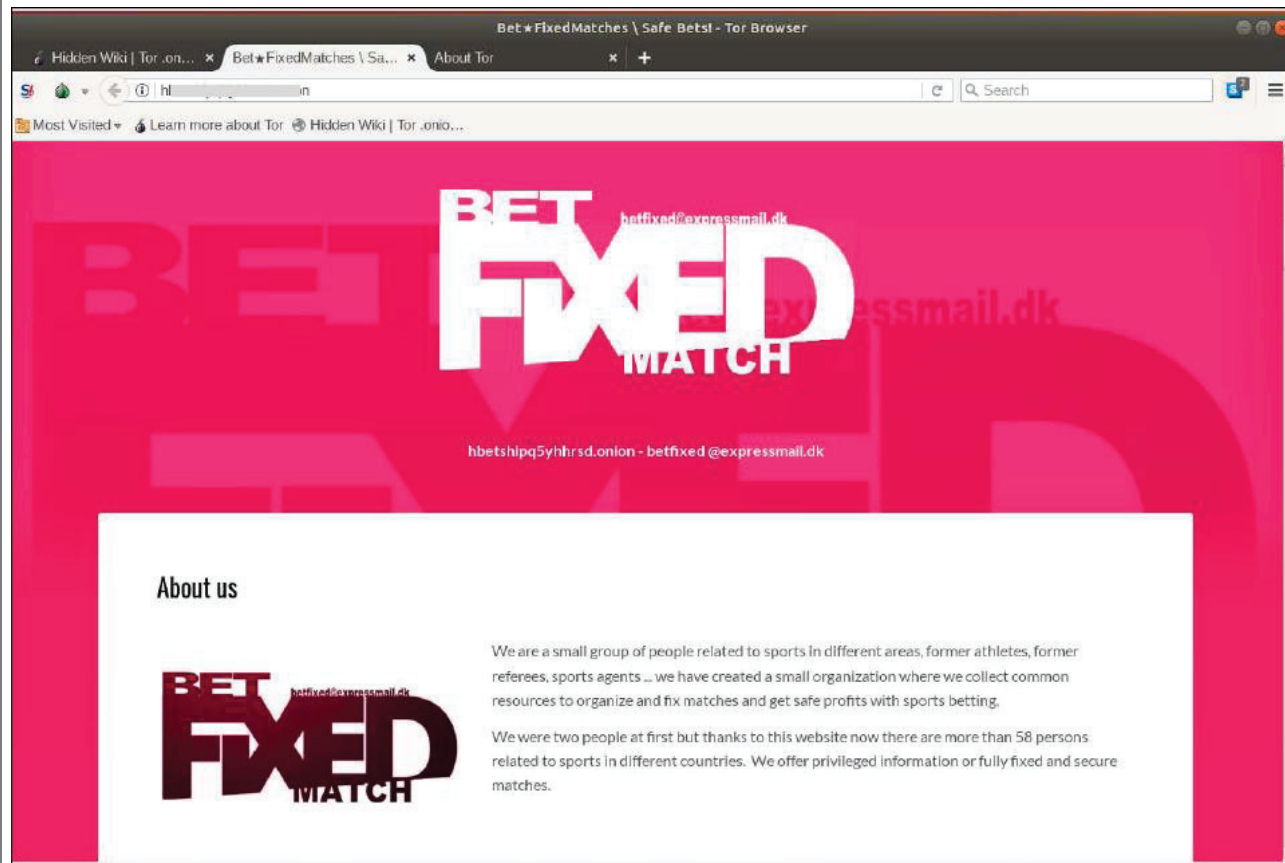 Bet★FixedMatches \ Safe Bets! - Tor Browser
Hidden Wiki | Tor .on... × Bet★FixedMatches \ Sa... × About Tor × +
hl n Search
Most Visited Learn more about Tor Hidden Wiki | Tor .onio...
BET
betfixed@expressmail.dk
FiXED
MATCH
BET
expressmail.dk
FiXED
hbetshipq5yhhrsd.onion - betfixed @expressmail.dk
About us
BET
betfixed@expressmail.dk
FiXED
MATCH
We are a small group of people related to sports in different areas, former athletes, former
referees, sports agents ... we have created a small organization where we collect common
resources to organize and fix matches and get safe profits with sports betting.
We were two people at first but thanks to this website now there are more than 58 persons
related to sports in different countries. We offer privileged information or fully fixed and secure
matches.